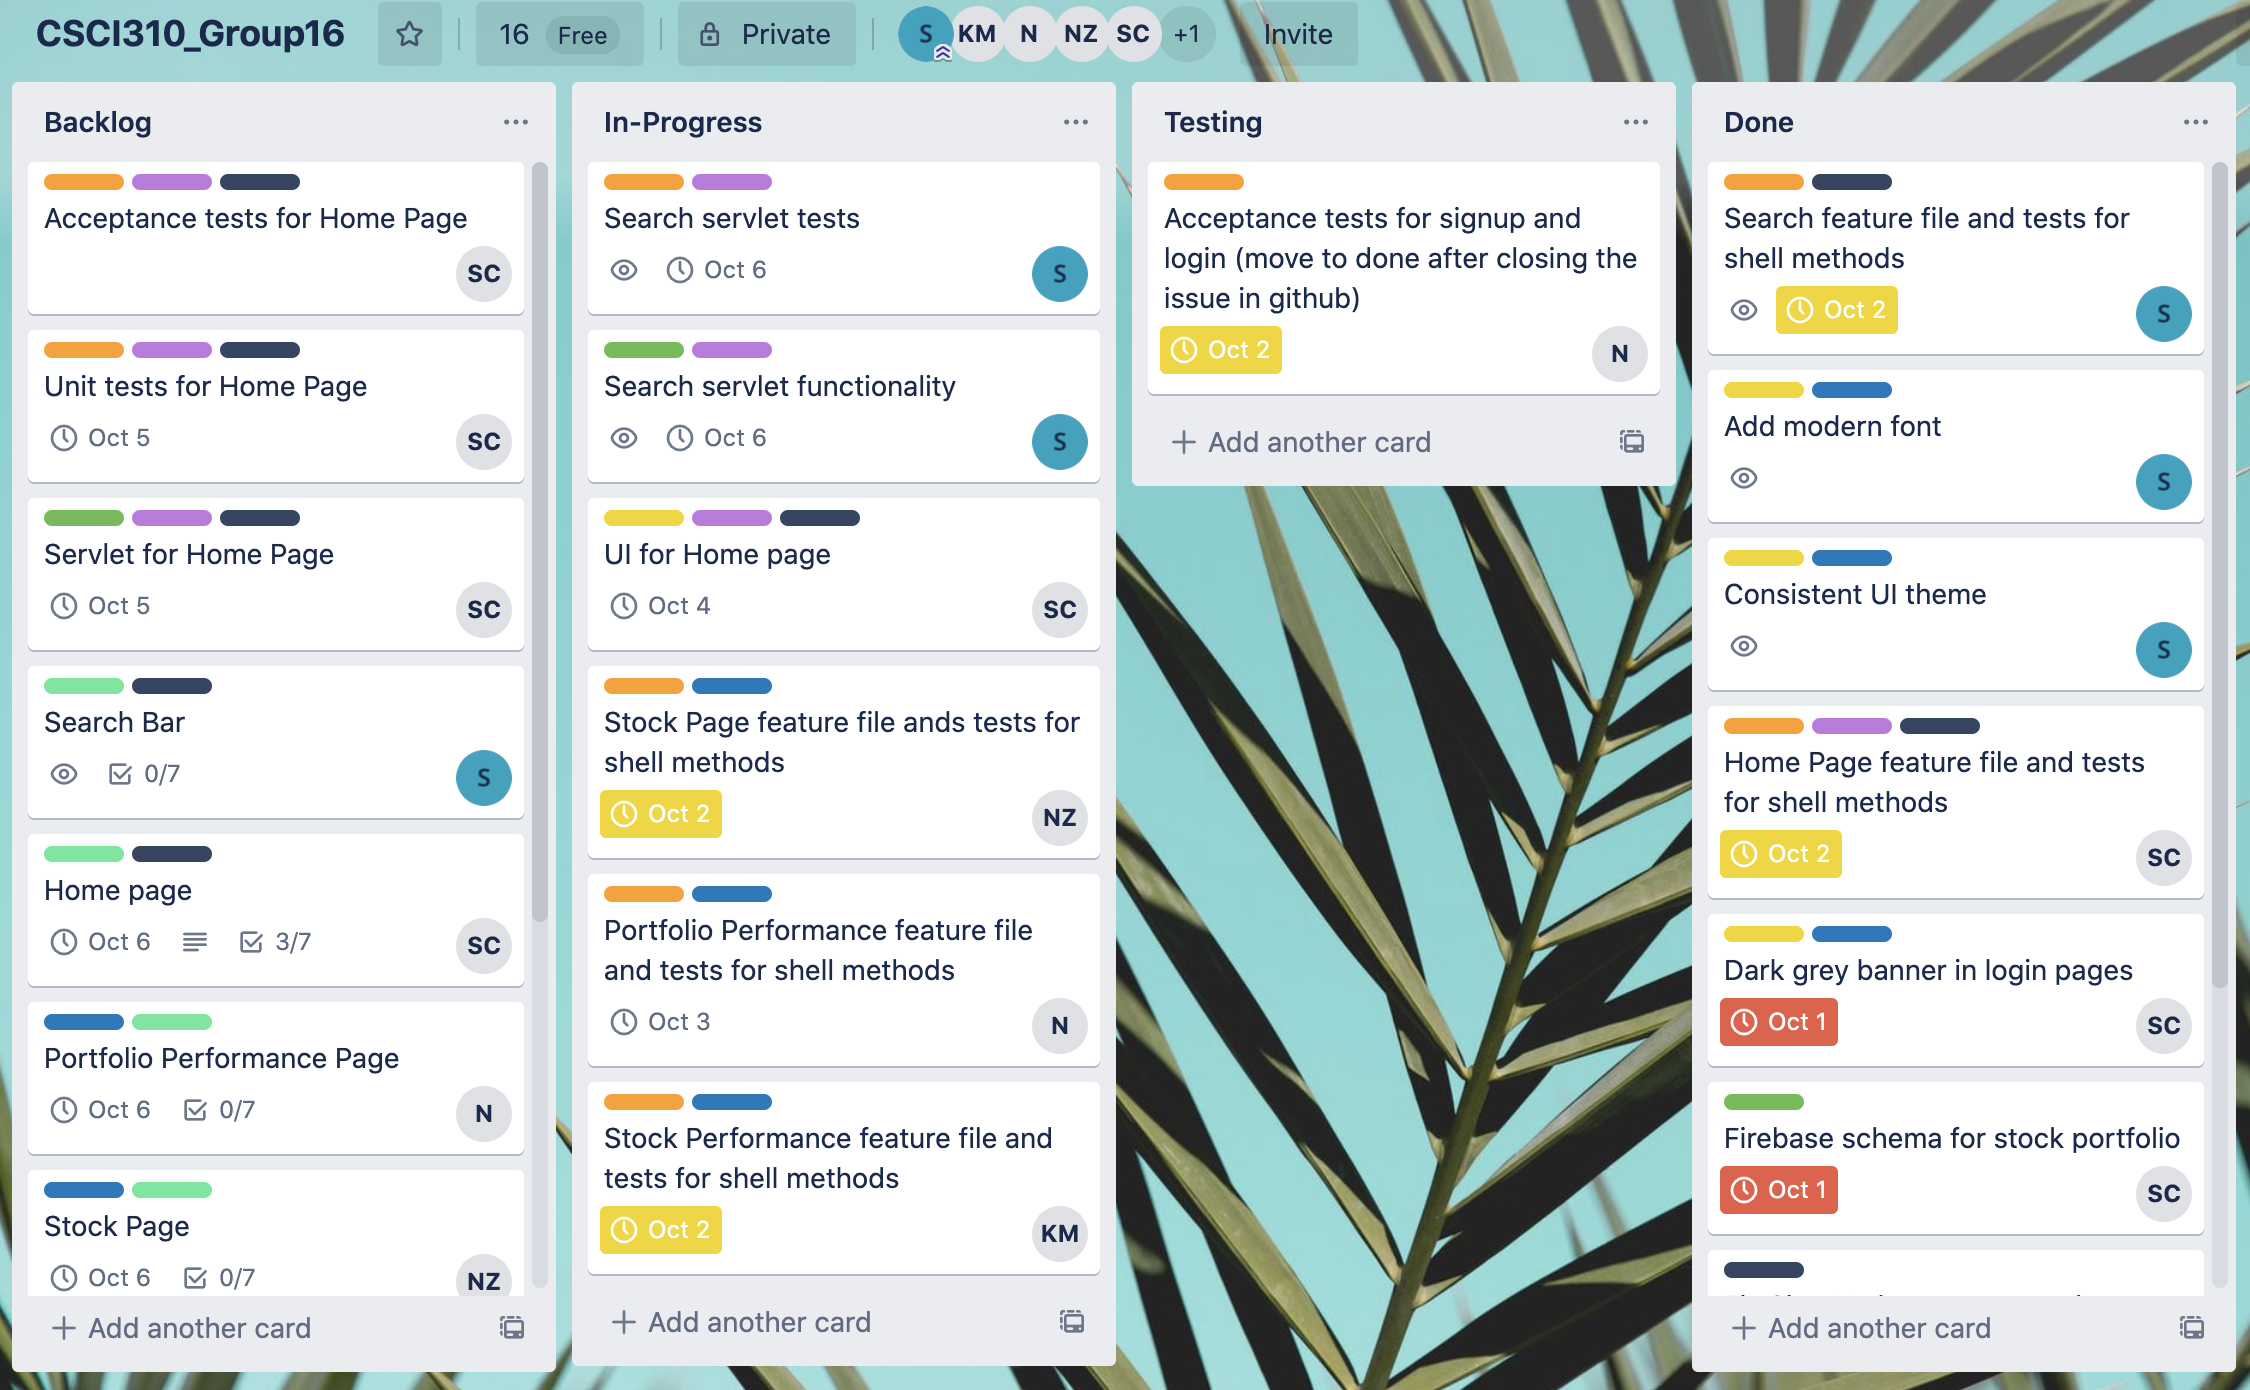 CSCI310_Group16
16 Free
Private
S KM N NZ SC +1
Invite
Backlog
Acceptance tests for Home Page
SC
Unit tests for Home Page
Oct 5
SC
Servlet for Home Page
Oct 5
SC
Search Bar
0/7
S
Home page
Oct 6 3/7
SC
Portfolio Performance Page
Oct 6 0/7
N
Stock Page
Oct 6 0/7
NZ
+ Add another card
In-Progress
Search servlet tests
Oct 6
S
Search servlet functionality
Oct 6
S
UI for Home page
Oct 4
SC
Stock Page feature file ands tests for
shell methods
Oct 2
NZ
Portfolio Performance feature file
and tests for shell methods
Oct 3
N
Stock Performance feature file and
tests for shell methods
Oct 2
KM
+ Add another card
Testing
Acceptance tests for signup and
login (move to done after closing the
issue in github)
Oct 2
N
+ Add another card
Done
Search feature file and tests for
shell methods
Oct 2
S
Add modern font
S
Consistent UI theme
S
Home Page feature file and tests
for shell methods
Oct 2
SC
Dark grey banner in login pages
Oct 1
SC
Firebase schema for stock portfolio
Oct 1
SC
+ Add another card